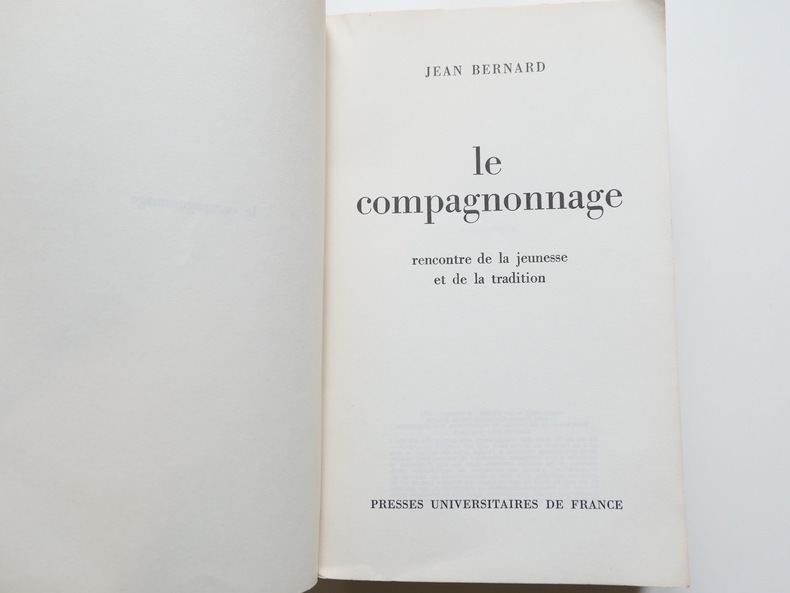 JEAN BERNARD
le
compagnonnage
rencontre de la jeunesse
et de la tradition
PRESSES UNIVERSITAIRES DE FRANCE